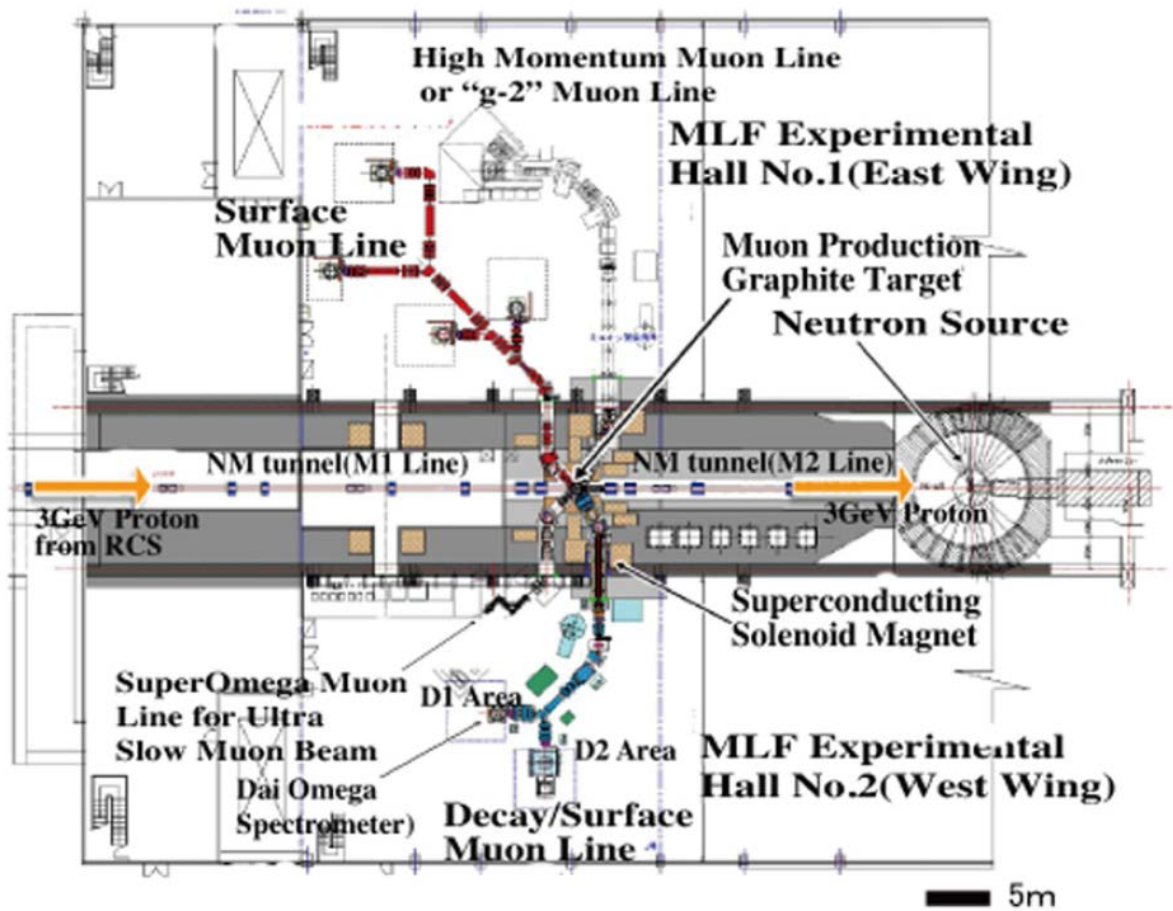 High Momentum Muon Line
or “g-2” Muon Line
MLF Experimental
Hall No.1(East Wing)
Surface
Muon Line
Muon Production
Graphite Target
Neutron Source
NM tunnel(M1 Line)
NM tunnel(M2 Line)
3GeV Proton
from RCS
3GeV Proton
Superconducting
Solenoid Magnet
SuperOmega Muon
Line for Ultra
Slow Muon Beam
D1 Area
D2 Area
Dai Omega
Spectrometer)
MLF Experimental
Hall No.2(West Wing)
Decay/Surface
Muon Line
5m